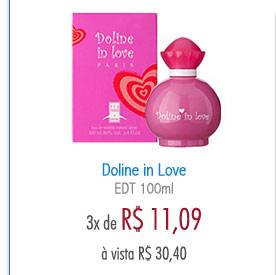 Doline
in love
PARIS
Doline in love
Doline in Love
EDT 100ml
3x de R$ 11,09
à vista R$ 30,40